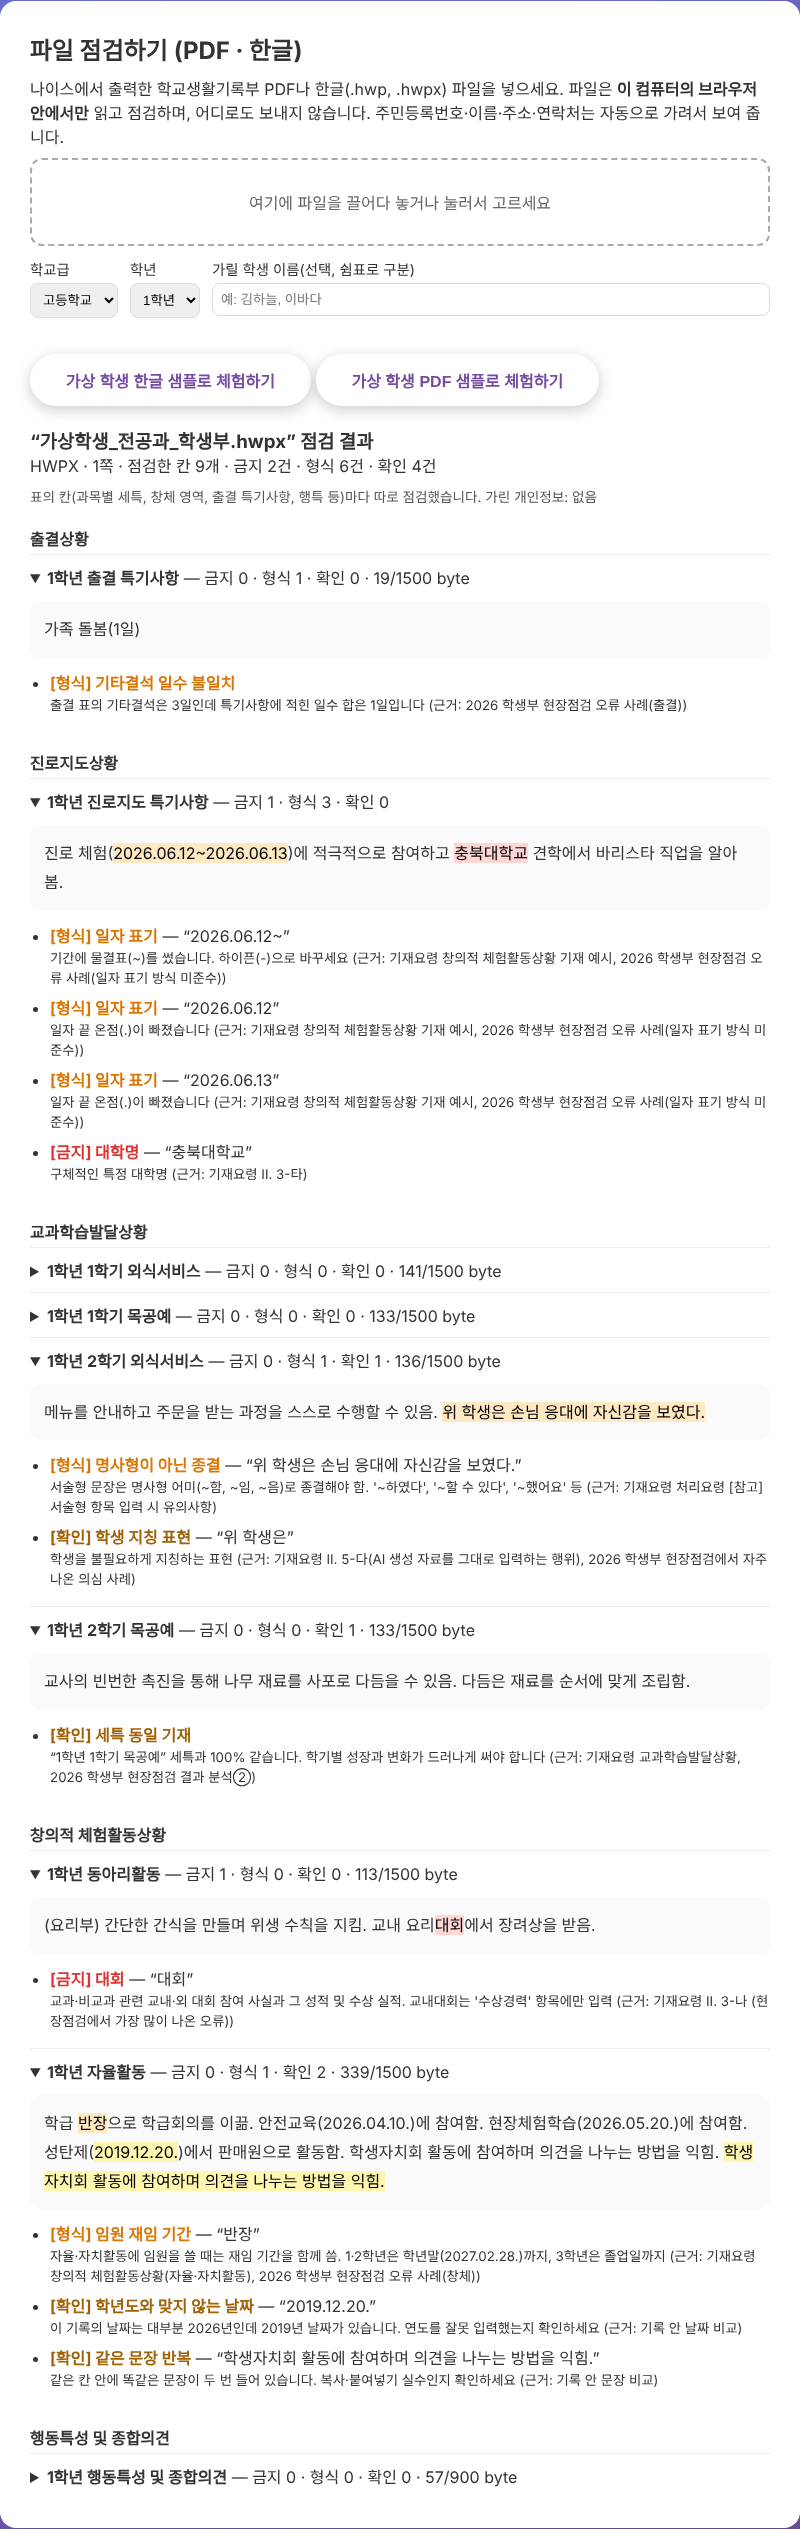 파일 점검하기 (PDF · 한글)
나이스에서 출력한 학교생활기록부 PDF나 한글(.hwp, .hwpx) 파일을 넣으세요. 파일은 이 컴퓨터의 브라우저
안에서만 읽고 점검하며, 어디로도 보내지 않습니다. 주민등록번호·이름·주소·연락처는 자동으로 가려서 보여 줍
니다.
여기에 파일을 끌어다 놓거나 눌러서 고르세요
학교급 학년 가릴 학생 이름(선택, 쉼표로 구분)
고등학교 1학년 예: 김하늘, 이바다
가상 학생 한글 샘플로 체험하기 가상 학생 PDF 샘플로 체험하기
“가상학생_전공과_학생부.hwpx” 점검 결과
HWPX · 1쪽 · 점검한 칸 9개 · 금지 2건 · 형식 6건 · 확인 4건
표의 칸(과목별 세특, 창체 영역, 출결 특기사항, 행특 등)마다 따로 점검했습니다. 가린 개인정보: 없음
출결상황
▼ 1학년 출결 특기사항 — 금지 0 · 형식 1 · 확인 0 · 19/1500 byte
가족 돌봄(1일)
• [형식] 기타결석 일수 불일치
출결 표의 기타결석은 3일인데 특기사항에 적힌 일수 합은 1일입니다 (근거: 2026 학생부 현장점검 오류 사례(출결))
진로지도상황
▼ 1학년 진로지도 특기사항 — 금지 1 · 형식 3 · 확인 0
진로 체험(2026.06.12~2026.06.13)에 적극적으로 참여하고 충북대학교 견학에서 바리스타 직업을 알아
봄.
• [형식] 일자 표기 — “2026.06.12~”
기간에 물결표(~)를 썼습니다. 하이픈(-)으로 바꾸세요 (근거: 기재요령 창의적 체험활동상황 기재 예시, 2026 학생부 현장점검 오
류 사례(일자 표기 방식 미준수))
• [형식] 일자 표기 — “2026.06.12”
일자 끝 온점(.)이 빠졌습니다 (근거: 기재요령 창의적 체험활동상황 기재 예시, 2026 학생부 현장점검 오류 사례(일자 표기 방식 미
준수))
• [형식] 일자 표기 — “2026.06.13”
일자 끝 온점(.)이 빠졌습니다 (근거: 기재요령 창의적 체험활동상황 기재 예시, 2026 학생부 현장점검 오류 사례(일자 표기 방식 미
준수))
• [금지] 대학명 — “충북대학교”
구체적인 특정 대학명 (근거: 기재요령 II. 3-타)
교과학습발달상황
▶ 1학년 1학기 외식서비스 — 금지 0 · 형식 0 · 확인 0 · 141/1500 byte
▶ 1학년 1학기 목공예 — 금지 0 · 형식 0 · 확인 0 · 133/1500 byte
▼ 1학년 2학기 외식서비스 — 금지 0 · 형식 1 · 확인 1 · 136/1500 byte
메뉴를 안내하고 주문을 받는 과정을 스스로 수행할 수 있음. 위 학생은 손님 응대에 자신감을 보였다.
• [형식] 명사형이 아닌 종결 — “위 학생은 손님 응대에 자신감을 보였다.”
서술형 문장은 명사형 어미(~함, ~임, ~음)로 종결해야 함. '~하였다', '~할 수 있다', '~했어요' 등 (근거: 기재요령 처리요령 [참고]
서술형 항목 입력 시 유의사항)
• [확인] 학생 지칭 표현 — “위 학생은”
학생을 불필요하게 지칭하는 표현 (근거: 기재요령 II. 5-다(AI 생성 자료를 그대로 입력하는 행위), 2026 학생부 현장점검에서 자주
나온 의심 사례)
▼ 1학년 2학기 목공예 — 금지 0 · 형식 0 · 확인 1 · 133/1500 byte
교사의 빈번한 촉진을 통해 나무 재료를 사포로 다듬을 수 있음. 다듬은 재료를 순서에 맞게 조립함.
• [확인] 세특 동일 기재
“1학년 1학기 목공예” 세특과 100% 같습니다. 학기별 성장과 변화가 드러나게 써야 합니다 (근거: 기재요령 교과학습발달상황,
2026 학생부 현장점검 결과 분석②)
창의적 체험활동상황
▼ 1학년 동아리활동 — 금지 1 · 형식 0 · 확인 0 · 113/1500 byte
(요리부) 간단한 간식을 만들며 위생 수칙을 지킴. 교내 요리대회에서 장려상을 받음.
• [금지] 대회 — “대회”
교과·비교과 관련 교내·외 대회 참여 사실과 그 성적 및 수상 실적. 교내대회는 '수상경력' 항목에만 입력 (근거: 기재요령 II. 3-나 (현
장점검에서 가장 많이 나온 오류))
▼ 1학년 자율활동 — 금지 0 · 형식 1 · 확인 2 · 339/1500 byte
학급 반장으로 학급회의를 이끎. 안전교육(2026.04.10.)에 참여함. 현장체험학습(2026.05.20.)에 참여함.
성탄제(2019.12.20.)에서 판매원으로 활동함. 학생자치회 활동에 참여하며 의견을 나누는 방법을 익힘. 학생
자치회 활동에 참여하며 의견을 나누는 방법을 익힘.
• [형식] 임원 재임 기간 — “반장”
자율·자치활동에 임원을 쓸 때는 재임 기간을 함께 씀. 1·2학년은 학년말(2027.02.28.)까지, 3학년은 졸업일까지 (근거: 기재요령
창의적 체험활동상황(자율·자치활동), 2026 학생부 현장점검 오류 사례(창체))
• [확인] 학년도와 맞지 않는 날짜 — “2019.12.20.”
이 기록의 날짜는 대부분 2026년인데 2019년 날짜가 있습니다. 연도를 잘못 입력했는지 확인하세요 (근거: 기록 안 날짜 비교)
• [확인] 같은 문장 반복 — “학생자치회 활동에 참여하며 의견을 나누는 방법을 익힘.”
같은 칸 안에 똑같은 문장이 두 번 들어 있습니다. 복사·붙여넣기 실수인지 확인하세요 (근거: 기록 안 문장 비교)
행동특성 및 종합의견
▶ 1학년 행동특성 및 종합의견 — 금지 0 · 형식 0 · 확인 0 · 57/900 byte